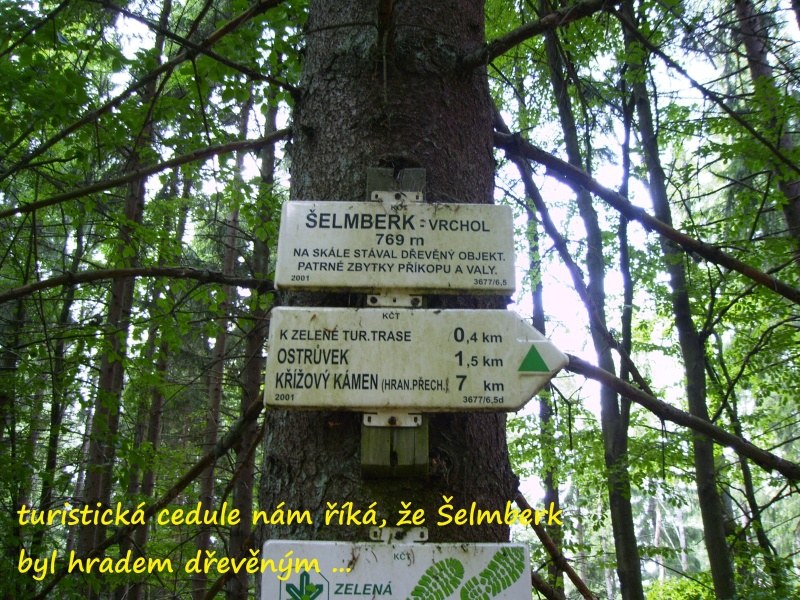 KČT
ŠELMBERK - VRCHOL
769 m
NA SKÁLE STÁVAL DŘEVĚNÝ OBJEKT.
PATRNÉ ZBYTKY PŘÍKOPU A VALY.
2001 3677/6,5
KČT
K ZELENÉ TUR.TRASE 0,4 km
OSTRŮVEK 1,5 km
KŘÍŽOVÝ KÁMEN (HRAN.PŘECH.) 7 km
2001 3677/6,5d
turistická cedule nám říká, že Šelmberk
byl hradem dřevěným ...
KČT
ZELENÁ